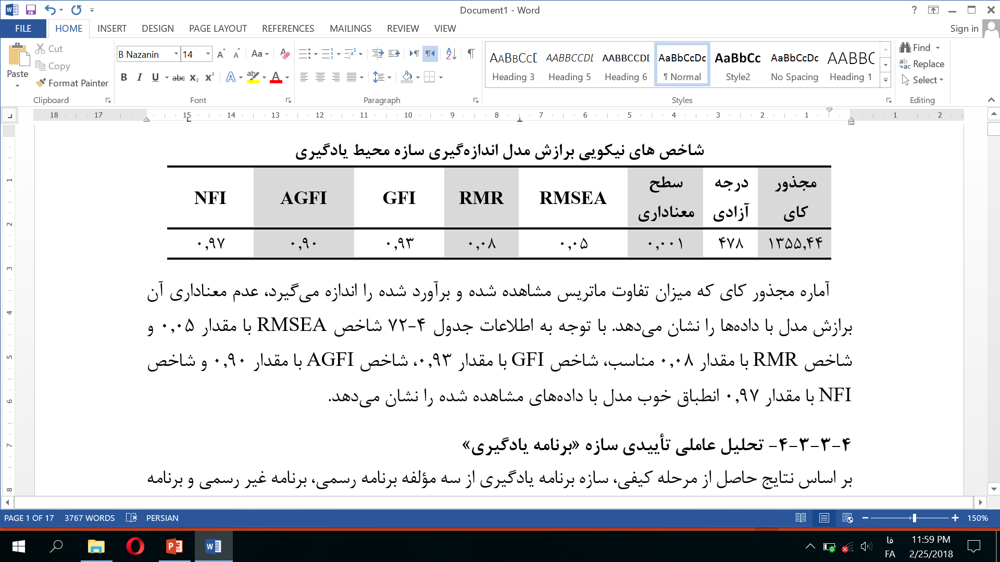 Document1 - Word
FILE HOME INSERT DESIGN PAGE LAYOUT REFERENCES MAILINGS REVIEW VIEW Sign in
Paste
Cut
Copy
Format Painter
Clipboard
B Nazanin 14
Font
Paragraph
AaBbCcD AABBCCDI AABBCCDI AaBbCcDc AaBbCc AaBbCcDc AABBC
Heading 3 Heading 5 Heading 6 ¶ Normal Style2 No Spacing Heading 1
Styles
Find
Replace
Select
Editing
18 17 15 14 13 12 11 10 9 8 7 6 5 4 3 2 1 1 2
1
2
3
4
5
6
7
8
شاخص های نیکویی برازش مدل اندازه‌گیری سازه محیط یادگیری
مجذور کای درجه آزادی سطح معناداری RMSEA RMR GFI AGFI NFI
۱۳۵۵,۴۴ ۴۷۸ ۰,۰۰۱ ۰,۰۵ ۰,۰۸ ۰,۹۳ ۰,۹۰ ۰,۹۷
آماره مجذور کای که میزان تفاوت ماتریس مشاهده شده و برآورد شده را اندازه می‌گیرد، عدم معناداری آن
برازش مدل با داده‌ها را نشان می‌دهد. با توجه به اطلاعات جدول ۴-۷۲ شاخص RMSEA با مقدار ۰,۰۵ و
شاخص RMR با مقدار ۰,۰۸ مناسب، شاخص GFI با مقدار ۰,۹۳، شاخص AGFI با مقدار ۰,۹۰ و شاخص
NFI با مقدار ۰,۹۷ انطباق خوب مدل با داده‌های مشاهده شده را نشان می‌دهد.
۴-۳-۳-۴- تحلیل عاملی تأییدی سازه «برنامه یادگیری»
بر اساس نتایج حاصل از مرحله کیفی، سازه برنامه یادگیری از سه مؤلفه برنامه رسمی، برنامه غیر رسمی و برنامه
PAGE 1 OF 17 3767 WORDS PERSIAN 150%
فا
FA
11:59 PM
2/25/2018